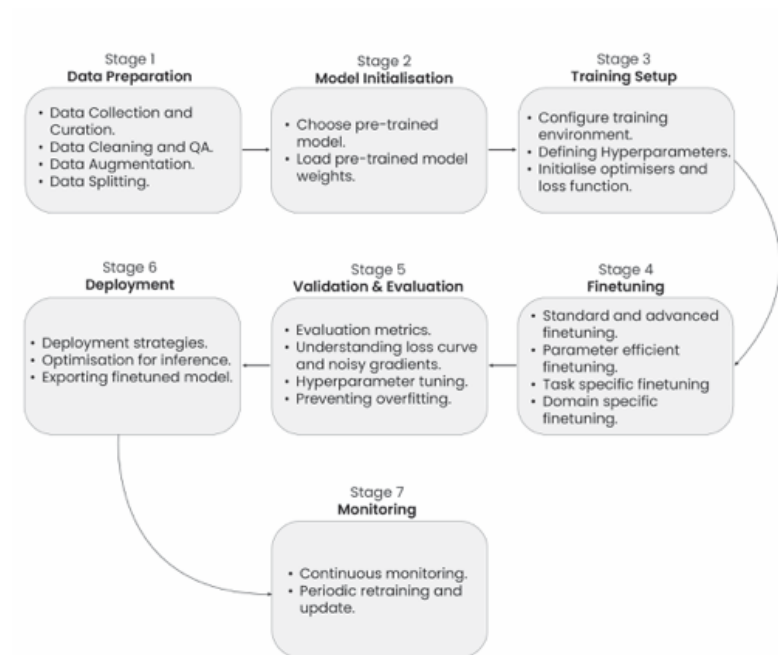 Stage 1
Data Preparation
• Data Collection and
Curation.
• Data Cleaning and QA.
• Data Augmentation.
• Data Splitting.
Stage 2
Model Initialisation
• Choose pre-trained
model.
• Load pre-trained model
weights.
Stage 3
Training Setup
• Configure training
environment.
• Defining Hyperparameters.
• Initialise optimisers and
loss function.
Stage 4
Finetuning
• Standard and advanced
finetuning.
• Parameter efficient
finetuning.
• Task specific finetuning
• Domain specific
finetuning.
Stage 5
Validation & Evaluation
• Evaluation metrics.
• Understanding loss curve
and noisy gradients.
• Hyperparameter tuning.
• Preventing overfitting.
Stage 6
Deployment
• Deployment strategies.
• Optimisation for inference.
• Exporting finetuned model.
Stage 7
Monitoring
• Continuous monitoring.
• Periodic retraining and
update.